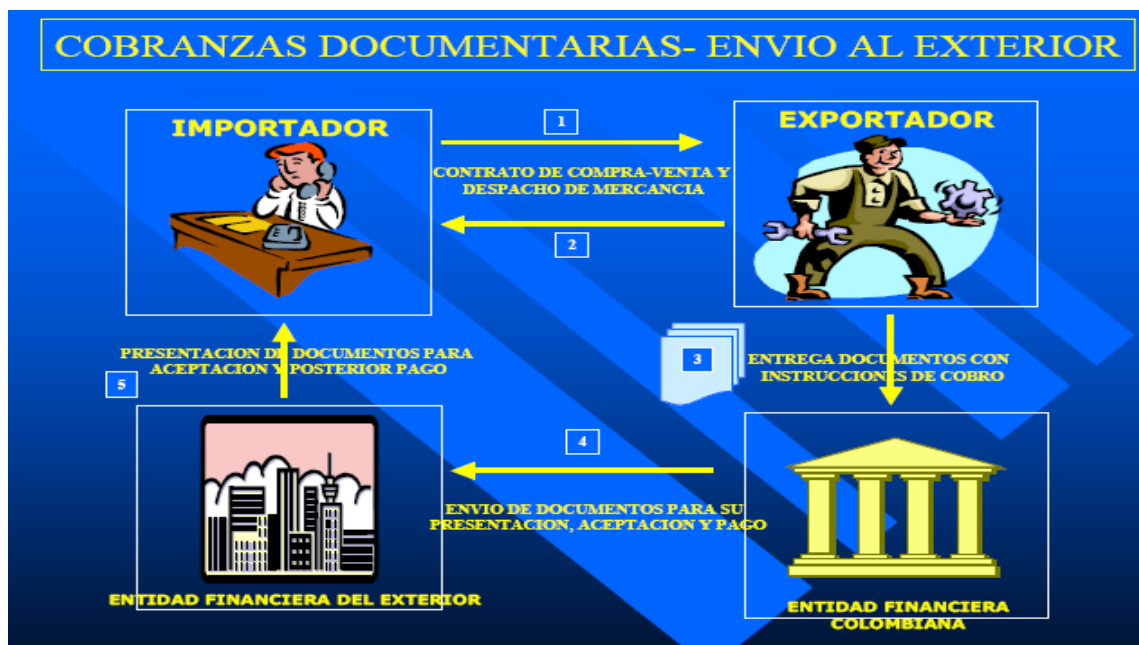 COBRANZAS DOCUMENTARIAS- ENVIO AL EXTERIOR
IMPORTADOR
1
EXPORTADOR
CONTRATO DE COMPRA-VENTA Y
DESPACHO DE MERCANCIA
2
PRESENTACION DE DOCUMENTOS PARA
ACEPTACION Y POSTERIOR PAGO
5
3
ENTREGA DOCUMENTOS CON
INSTRUCCIONES DE COBRO
4
ENVIO DE DOCUMENTOS PARA SU
PRESENTACION, ACEPTACION Y PAGO
ENTIDAD FINANCIERA DEL EXTERIOR
ENTIDAD FINANCIERA
COLOMBIANA